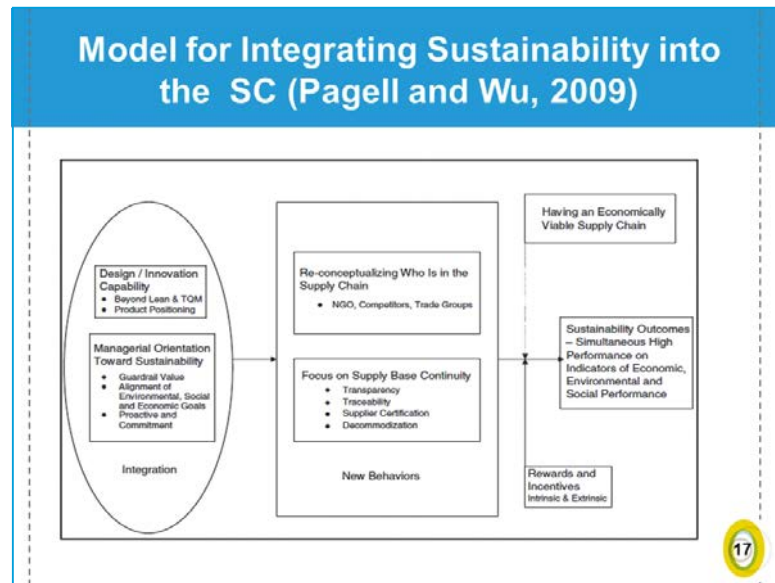 Model for Integrating Sustainability into
the SC (Pagell and Wu, 2009)
Design / Innovation
Capability
• Beyond Lean & TQM
• Product Positioning
Managerial Orientation
Toward Sustainability
• Guardrail Value
• Alignment of
Environmental, Social
and Economic Goals
• Proactive and
Commitment
Integration
Re-conceptualizing Who Is in the
Supply Chain
• NGO, Competitors, Trade Groups
Focus on Supply Base Continuity
• Transparency
• Traceability
• Supplier Certification
• Decommodization
New Behaviors
Having an Economically
Viable Supply Chain
Sustainability Outcomes
– Simultaneous High
Performance on
Indicators of Economic,
Environmental and
Social Performance
Rewards and
Incentives
Intrinsic & Extrinsic
17